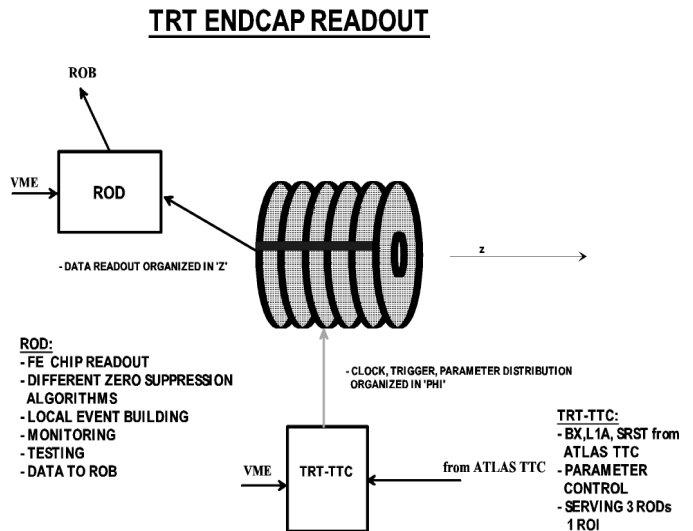 TRT ENDCAP READOUT
ROB
VME
ROD
z
- DATA READOUT ORGANIZED IN 'Z'
ROD:
- FE CHIP READOUT
- DIFFERENT ZERO SUPPRESSION
ALGORITHMS
- LOCAL EVENT BUILDING
- MONITORING
- TESTING
- DATA TO ROB
- CLOCK, TRIGGER, PARAMETER DISTRIBUTION
ORGANIZED IN 'PHI'
VME
TRT-TTC
from ATLAS TTC
TRT-TTC:
- BX,L1A, SRST from
ATLAS TTC
- PARAMETER
CONTROL
- SERVING 3 RODs
1 ROI